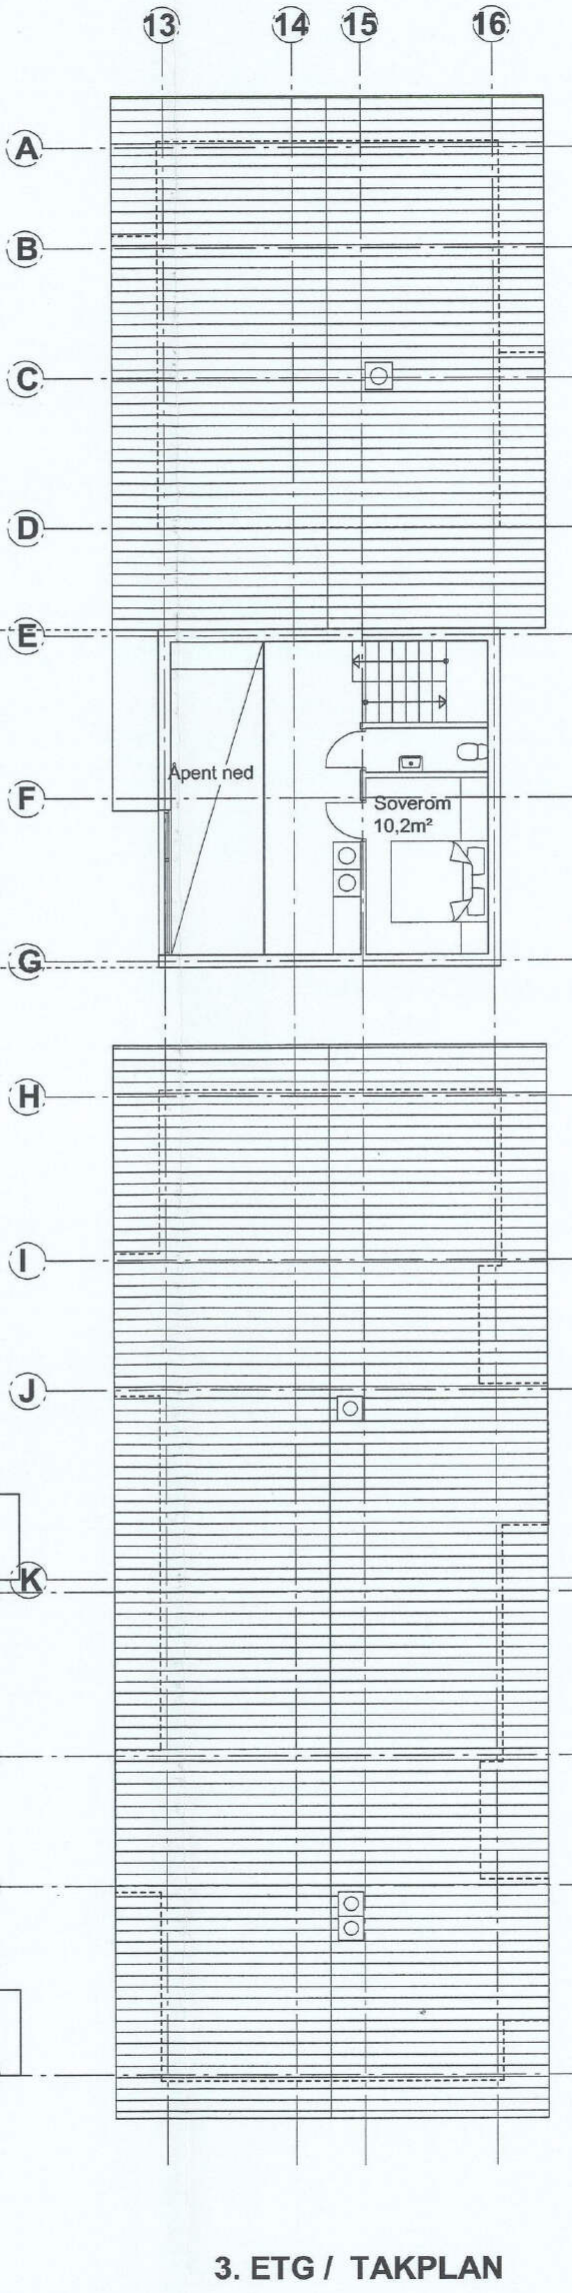 13 14 15 16
A
B
C
D
E
Åpent ned
F
Soverom
10,2m²
G
H
I
J
K
3. ETG / TAKPLAN